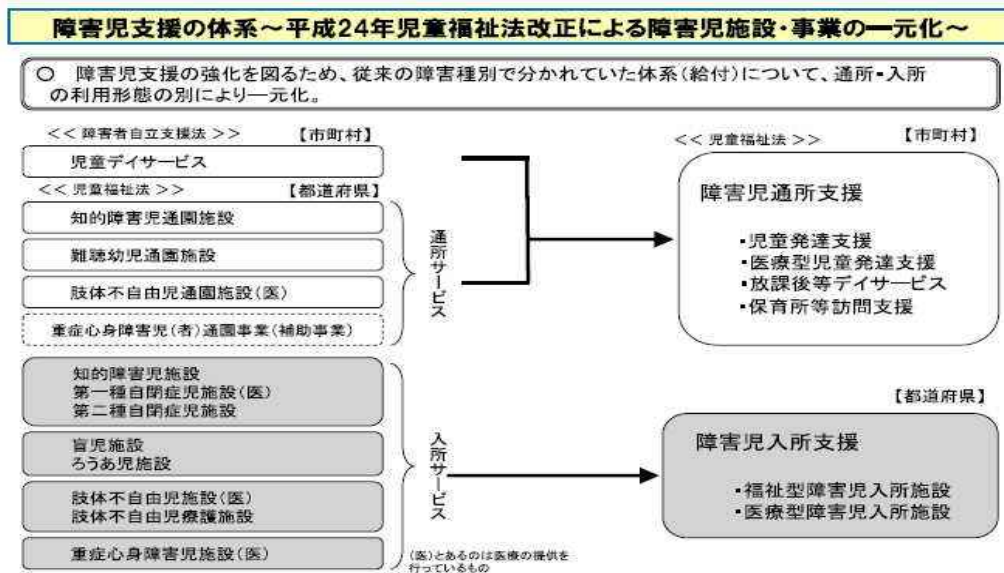 障害児支援の体系～平成24年児童福祉法改正による障害児施設・事業の一元化～
○ 障害児支援の強化を図るため、従来の障害種別で分かれていた体系(給付)について、通所・入所
の利用形態の別により一元化。
<< 障害者自立支援法 >> 【市町村】
児童デイサービス
<< 児童福祉法 >> 【都道府県】
知的障害児通園施設
難聴幼児通園施設
肢体不自由児通園施設(医)
重症心身障害児(者)通園事業(補助事業)
通所サービス
知的障害児施設
第一種自閉症児施設(医)
第二種自閉症児施設
盲児施設
ろうあ児施設
肢体不自由児施設(医)
肢体不自由児療護施設
重症心身障害児施設(医)
入所サービス
(医)とあるのは医療の提供を
行っているもの
<< 児童福祉法 >> 【市町村】
障害児通所支援
・児童発達支援
・医療型児童発達支援
・放課後等デイサービス
・保育所等訪問支援
【都道府県】
障害児入所支援
・福祉型障害児入所施設
・医療型障害児入所施設